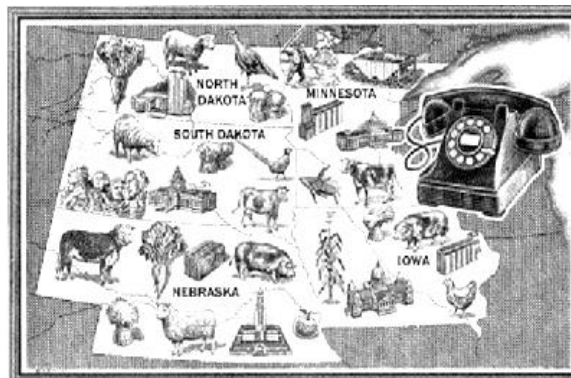 NORTH
DAKOTA
MINNESOTA
SOUTH DAKOTA
IOWA
NEBRASKA